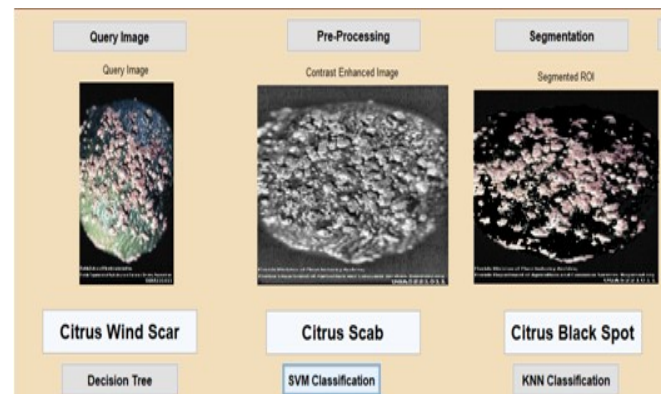 Query Image
Pre-Processing
Segmentation
Query Image
Contrast Enhanced Image
Segmented ROI
Citrus Wind Scar
Citrus Scab
Citrus Black Spot
Decision Tree
SVM Classification
KNN Classification